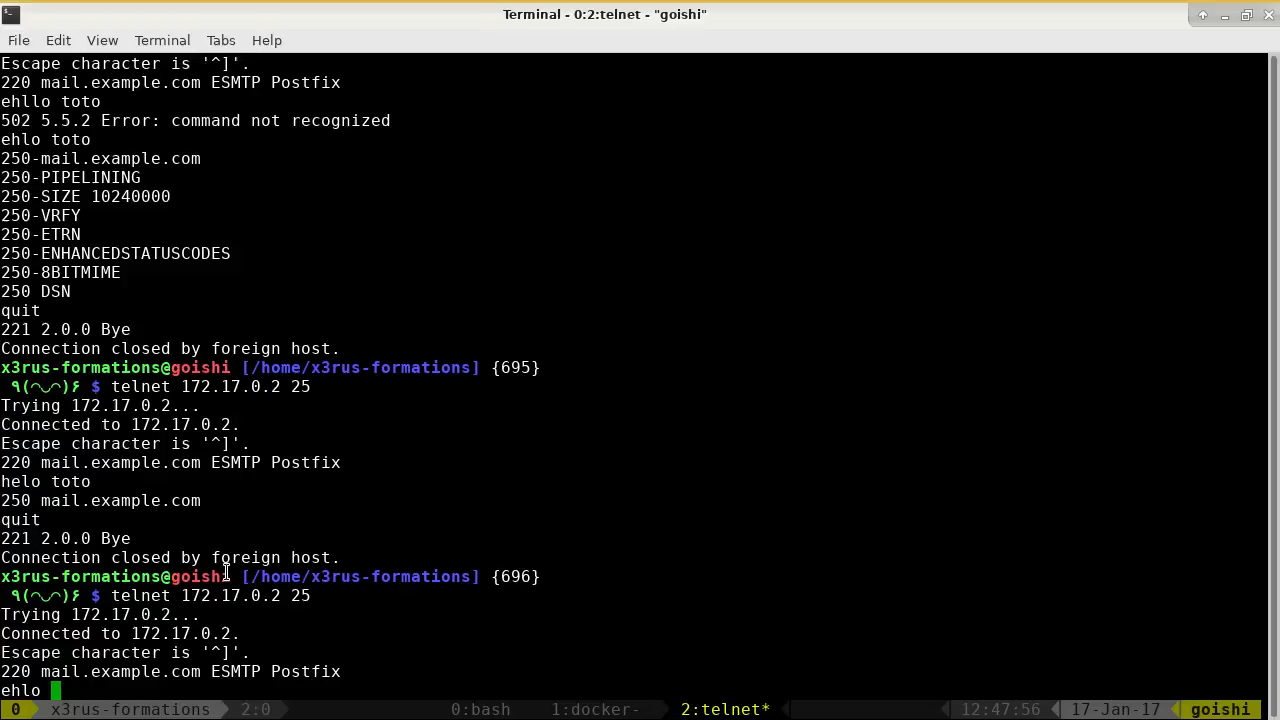 Terminal - 0:2:telnet - "goishi"
File Edit View Terminal Tabs Help
Escape character is '^]'.
220 mail.example.com ESMTP Postfix
ehllo toto
502 5.5.2 Error: command not recognized
ehlo toto
250-mail.example.com
250-PIPELINING
250-SIZE 10240000
250-VRFY
250-ETRN
250-ENHANCEDSTATUSCODES
250-8BITMIME
250 DSN
quit
221 2.0.0 Bye
Connection closed by foreign host.
x3rus-formations@goishi [/home/x3rus-formations] {695}
٩(◠‿◠)۶ $ telnet 172.17.0.2 25
Trying 172.17.0.2...
Connected to 172.17.0.2.
Escape character is '^]'.
220 mail.example.com ESMTP Postfix
helo toto
250 mail.example.com
quit
221 2.0.0 Bye
Connection closed by foreign host.
x3rus-formations@goishi [/home/x3rus-formations] {696}
٩(◠‿◠)۶ $ telnet 172.17.0.2 25
Trying 172.17.0.2...
Connected to 172.17.0.2.
Escape character is '^]'.
220 mail.example.com ESMTP Postfix
ehlo
0 x3rus-formations 2:0 0:bash 1:docker- 2:telnet* 12:47:56 17-Jan-17 goishi